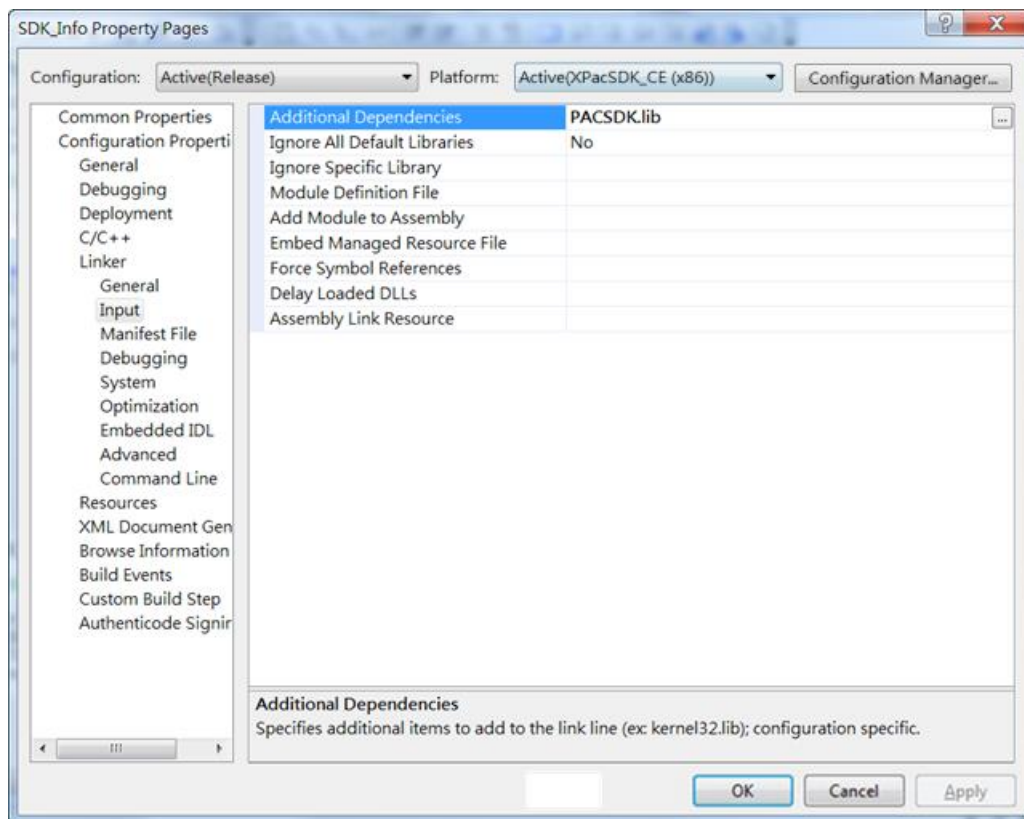 SDK_Info Property Pages
Configuration: Active(Release) Platform: Active(XPacSDK_CE (x86)) Configuration Manager...
Common Properties
Configuration Properti
General
Debugging
Deployment
C/C++
Linker
General
Input
Manifest File
Debugging
System
Optimization
Embedded IDL
Advanced
Command Line
Resources
XML Document Gen
Browse Information
Build Events
Custom Build Step
Authenticode Signir
Additional Dependencies PACSDK.lib ...
Ignore All Default Libraries No
Ignore Specific Library
Module Definition File
Add Module to Assembly
Embed Managed Resource File
Force Symbol References
Delay Loaded DLLs
Assembly Link Resource
Additional Dependencies
Specifies additional items to add to the link line (ex: kernel32.lib); configuration specific.
OK Cancel Apply